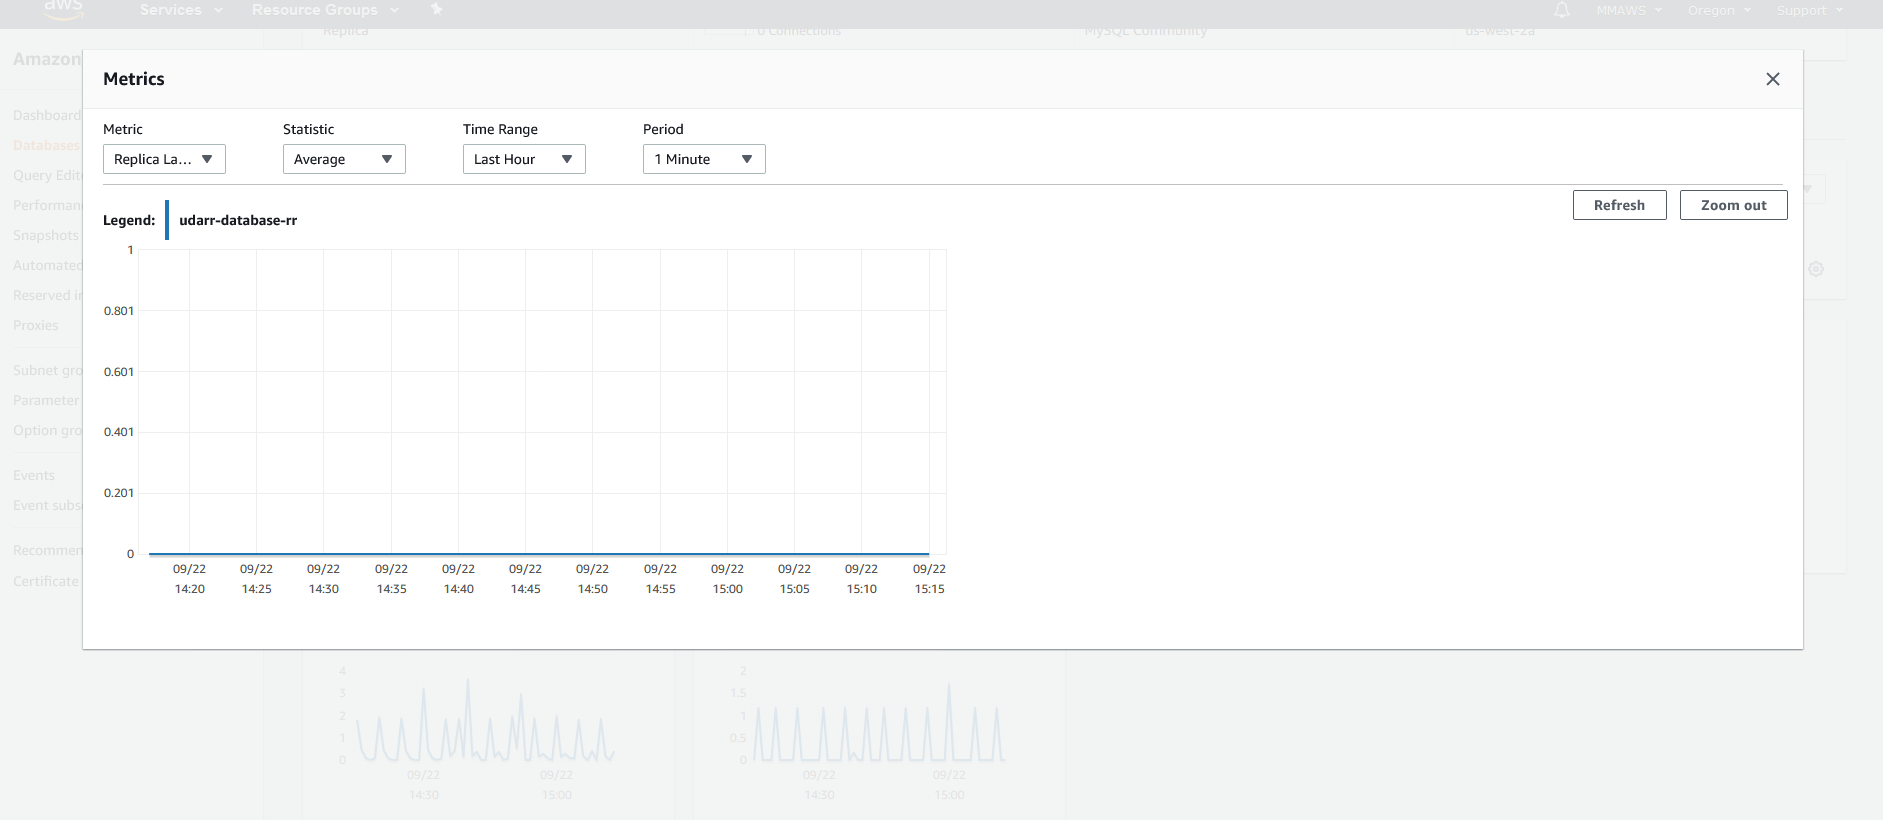 aws
Services
Resource Groups
MMAWS
Oregon
Support
Replica
0 Connections
MySQL Community
us-west-2a
Amazon
Dashboard
Databases
Query Edit
Performan
Snapshots
Automated
Reserved in
Proxies
Subnet gro
Parameter
Option gro
Events
Event subs
Recommen
Certificate
Metrics
Metric
Statistic
Time Range
Period
Replica La...
Average
Last Hour
1 Minute
Refresh
Zoom out
Legend:
udarr-database-rr
1
0.801
0.601
0.401
0.201
0
09/22 09/22 09/22 09/22 09/22 09/22 09/22 09/22 09/22 09/22 09/22 09/22
14:20 14:25 14:30 14:35 14:40 14:45 14:50 14:55 15:00 15:05 15:10 15:15
4
3
2
1
0
09/22 09/22
14:30 15:00
2
1.5
1
0.5
0
09/22 09/22
14:30 15:00